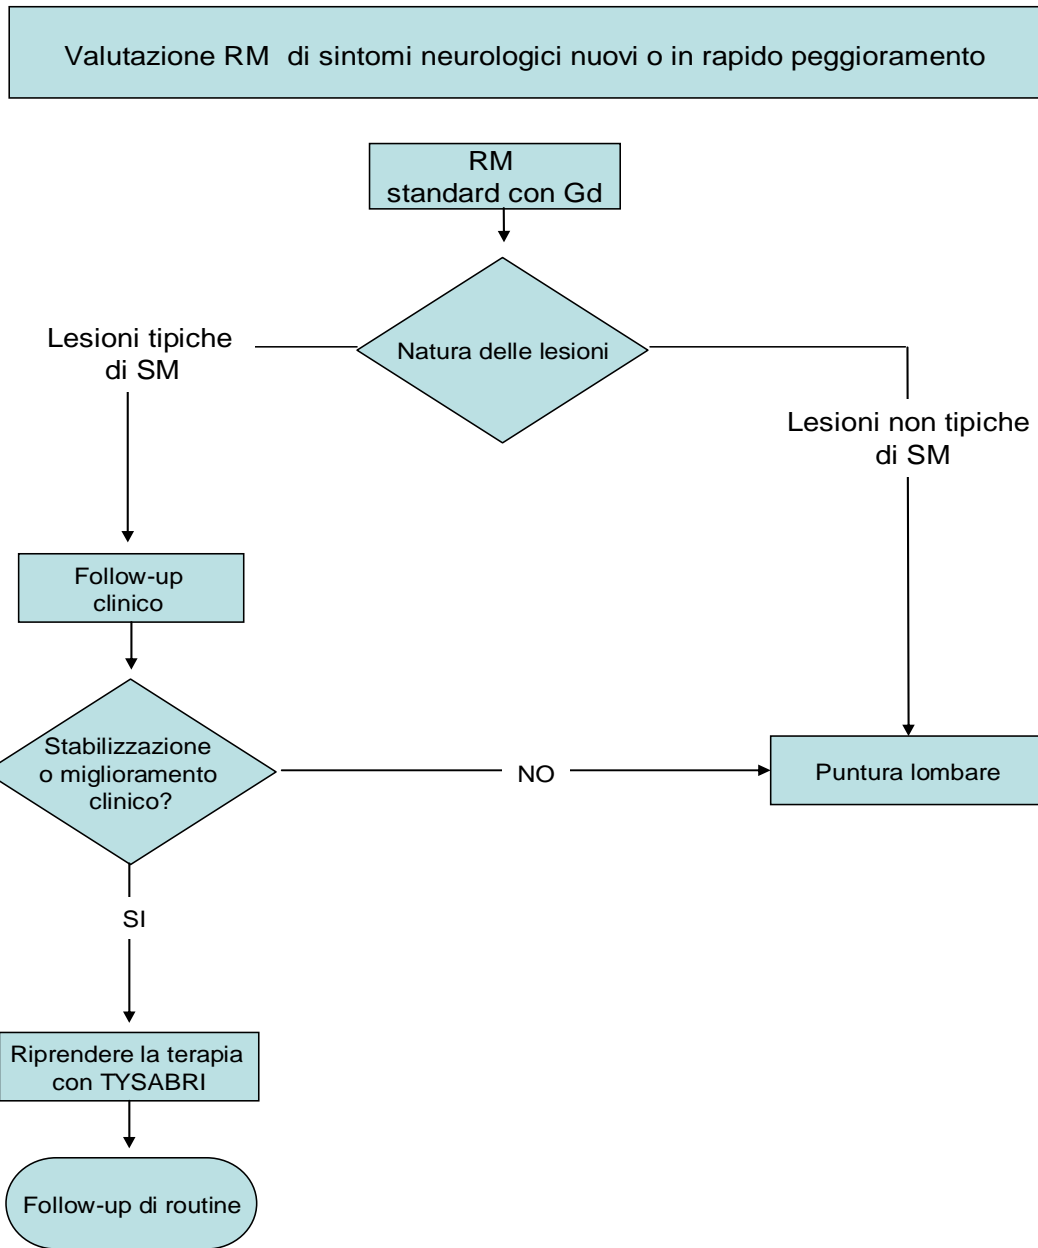 Valutazione RM  di sintomi neurologici nuovi o in rapido peggioramento
RM
standard con Gd
Natura delle lesioni
Lesioni tipiche
di SM
Lesioni non tipiche
di SM
Follow-up
clinico
Stabilizzazione
o miglioramento
clinico?
NO
Puntura lombare
SI
Riprendere la terapia
con TYSABRI
Follow-up di routine